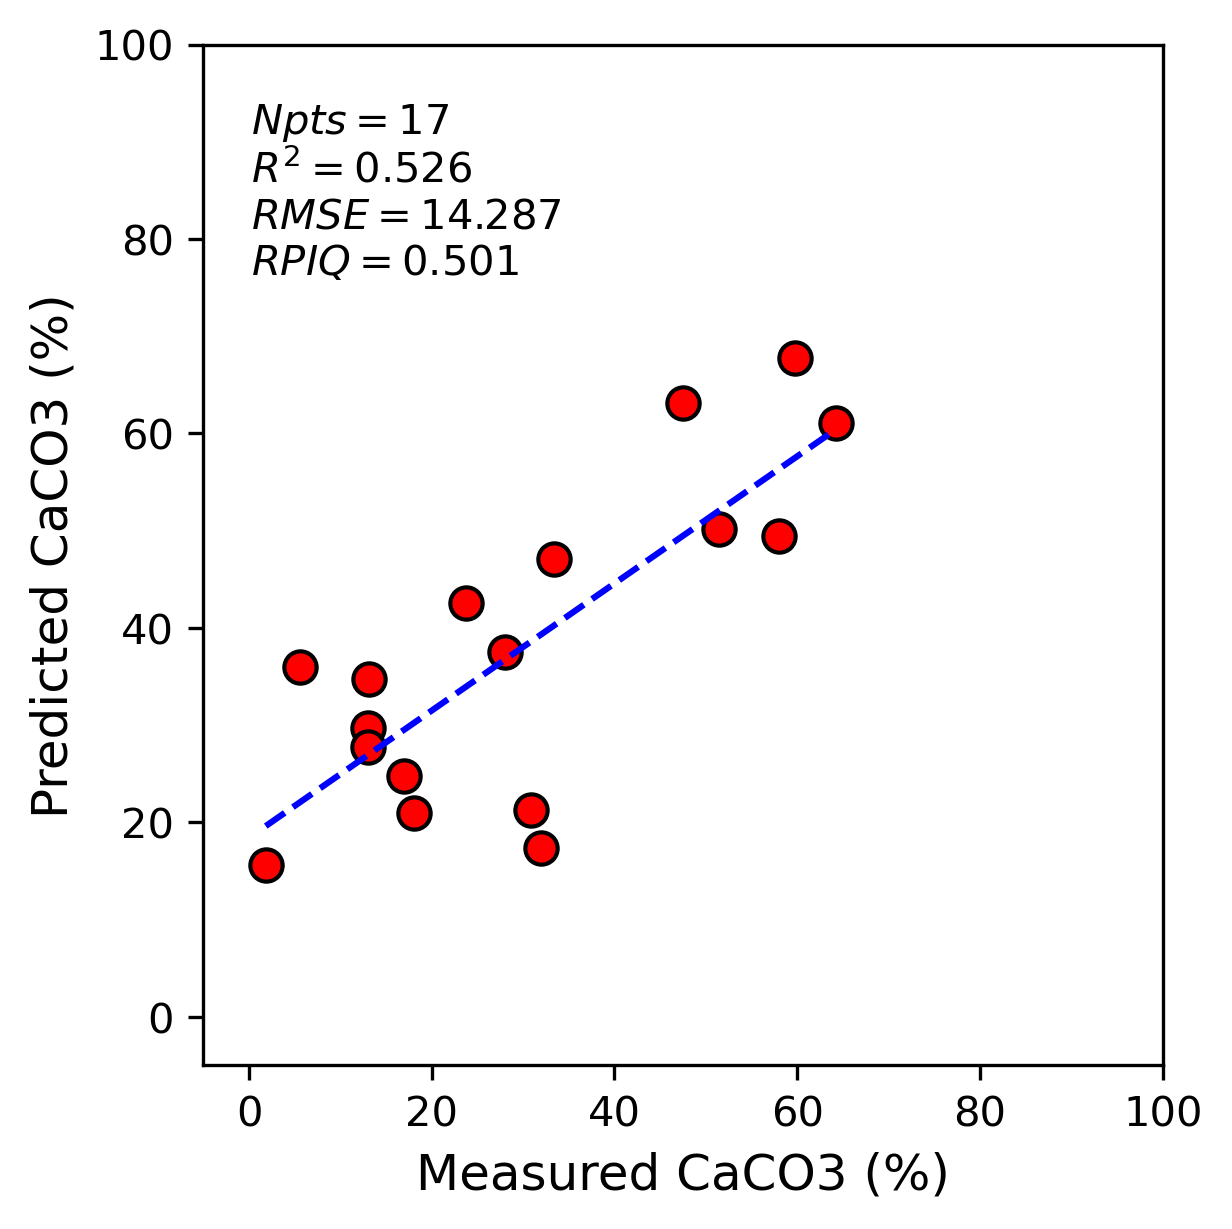 Npts = 17
R² = 0.526
RMSE = 14.287
RPIQ = 0.501
100
80
60
40
20
0
Predicted CaCO3 (%)
0 20 40 60 80 100
Measured CaCO3 (%)